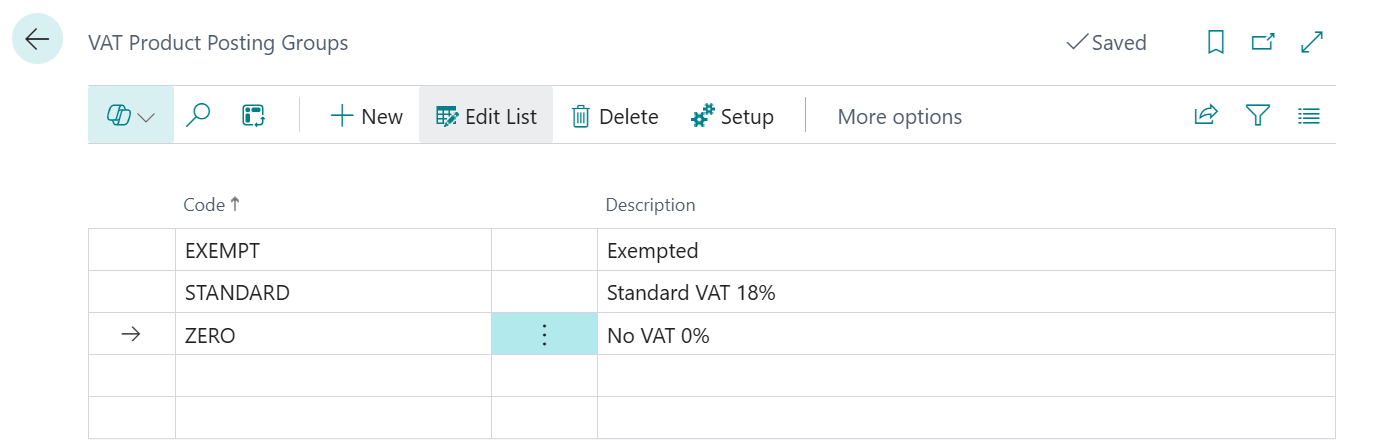 VAT Product Posting Groups
Saved
New
Edit List
Delete
Setup
More options
Code
Description
EXEMPT
Exempted
STANDARD
Standard VAT 18%
ZERO
No VAT 0%